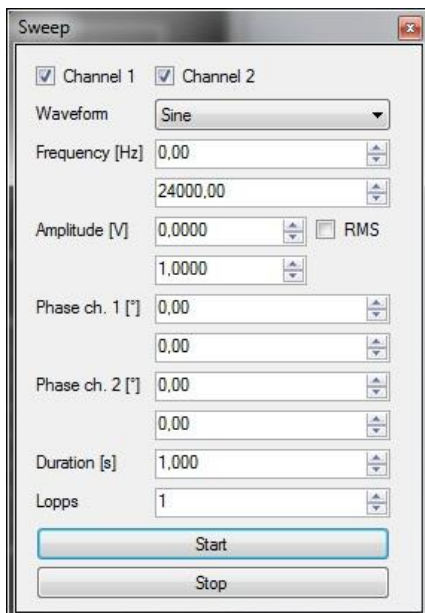 Sweep
Channel 1 Channel 2
Waveform Sine
Frequency [Hz] 0,00
24000,00
Amplitude [V] 0,0000 RMS
1,0000
Phase ch. 1 [°] 0,00
0,00
Phase ch. 2 [°] 0,00
0,00
Duration [s] 1,000
Lopps 1
Start
Stop